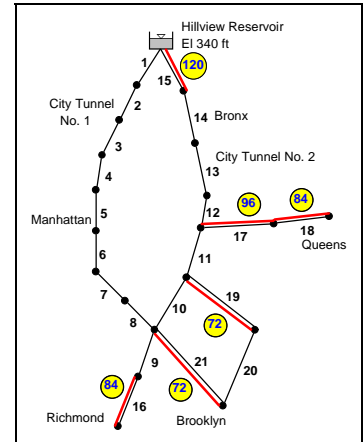 Hillview Reservoir
El 340 ft
1
15
120
2
City Tunnel
No. 1
14
Bronx
3
City Tunnel No. 2
4
13
96
84
5
12
Manhattan
17
18
Queens
6
11
19
7
10
72
8
9
21
20
84
72
16
Richmond
Brooklyn